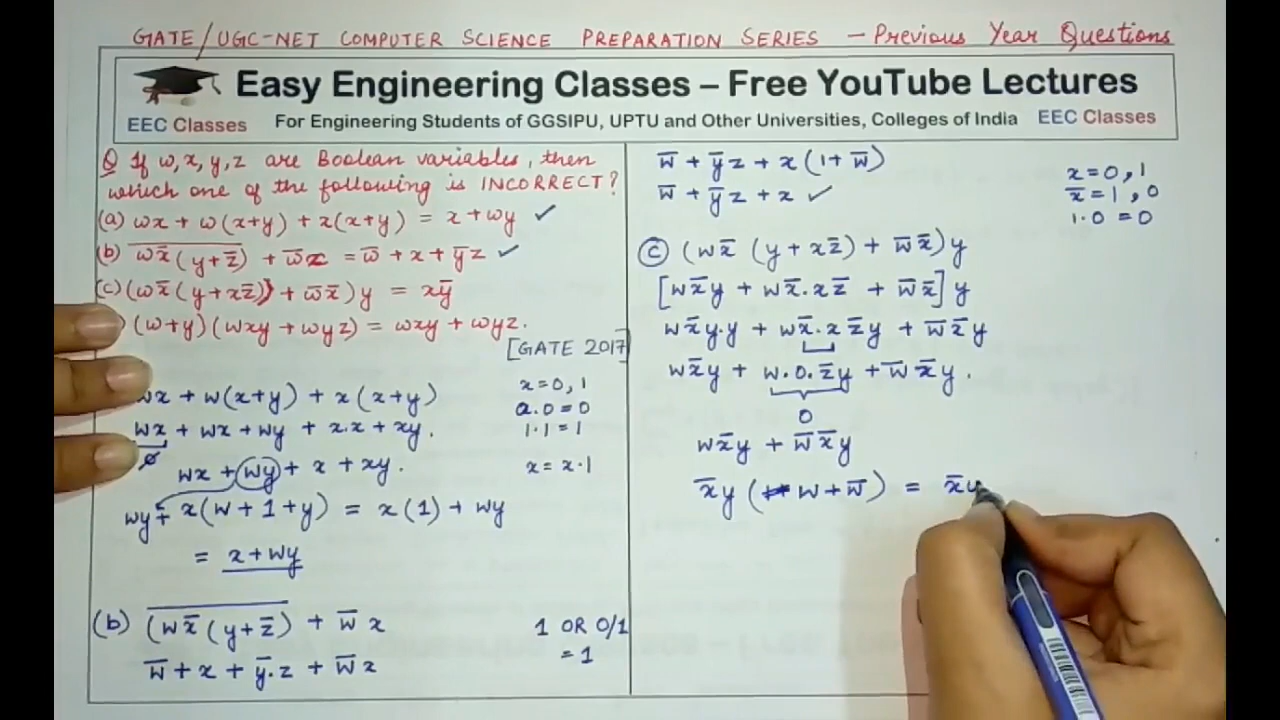 GATE/UGC-NET COMPUTER SCIENCE PREPARATION SERIES - Previous Year Questions
Easy Engineering Classes – Free YouTube Lectures
EEC Classes For Engineering Students of GGSIPU, UPTU and Other Universities, Colleges of India EEC Classes
Q If w,x,y,z are Boolean variables, then
which one of the following is INCORRECT?
(a) wx + w(x+y) + x(x+y) = x + wy ✓
(b) w̅x̅(̅y̅+̅z̅)̅ + w̅x = w̅ + x + y̅z ✓
(c) (wx̅(y+xz̅) + w̅x̅)y = xy̅
) (w+y)(wxy + wyz) = wxy + wyz.
[GATE 2017]
wx + w(x+y) + x(x+y)
x = 0, 1
a.0 = 0
wx + wx + wy + x.x + xy.
1.1 = 1
wx + wy + x + xy.
x = x.1
wy + x(w + 1 + y) = x(1) + wy
= x + wy
(b) (̅w̅x̅(̅y̅+̅z̅)̅ + w̅ x
1 OR 0/1
= 1
w̅ + x + y̅.z + w̅x
w̅ + y̅z + x(1 + w̅)
w̅ + y̅z + x ✓
x = 0, 1
x̅ = 1, 0
1.0 = 0
(c) (wx̅ (y + xz̅) + w̅x̅)y
[wx̅y + wx̅.xz̅ + w̅x̅] y
wx̅y.y + wx̅.xz̅y + w̅x̅y
wx̅y + w.0.z̅y + w̅x̅y.
0
wx̅y + w̅x̅y
x̅y ( w + w̅) = x̅y